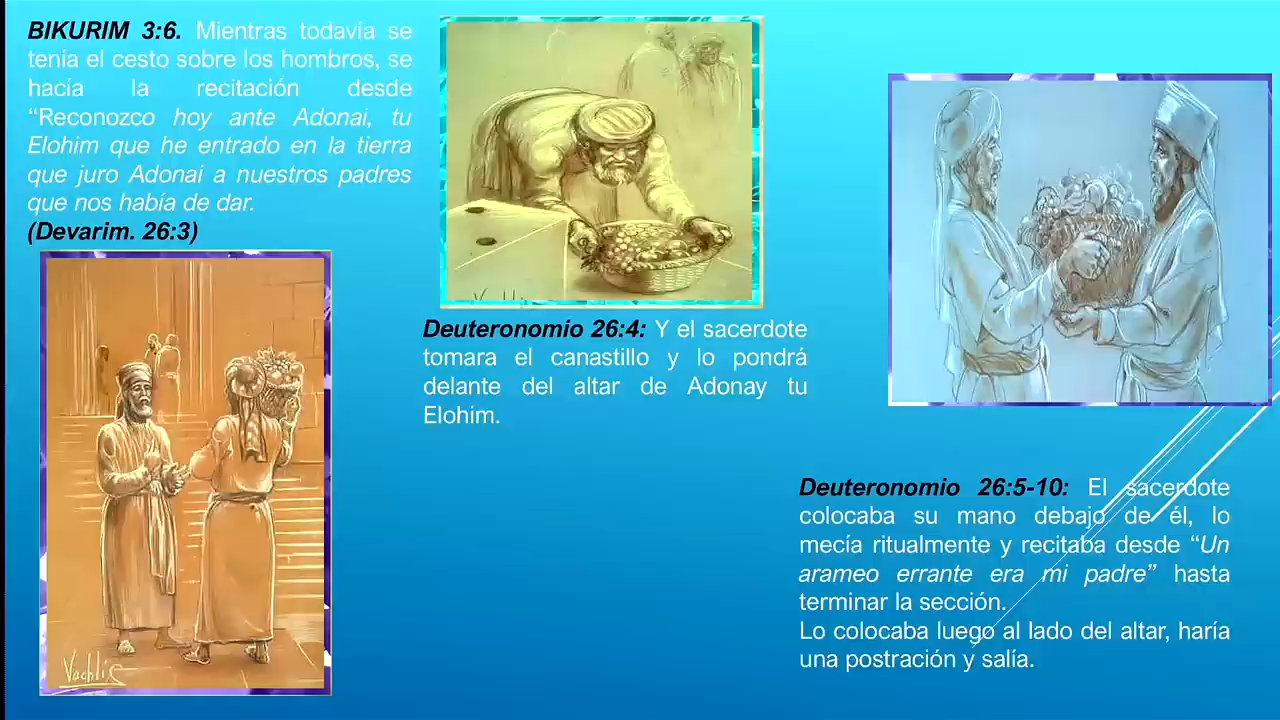 BIKURIM 3:6. Mientras todavía se
tenía el cesto sobre los hombros, se
hacía la recitación desde
“Reconozco hoy ante Adonai, tu
Elohim que he entrado en la tierra
que juro Adonai a nuestros padres
que nos había de dar.
(Devarim. 26:3)
Vachlis
Deuteronomio 26:4: Y el sacerdote
tomara el canastillo y lo pondrá
delante del altar de Adonay tu
Elohim.
Deuteronomio 26:5-10: El sacerdote
colocaba su mano debajo de él, lo
mecía ritualmente y recitaba desde “Un
arameo errante era mi padre” hasta
terminar la sección.
Lo colocaba luego al lado del altar, haría
una postración y salía.